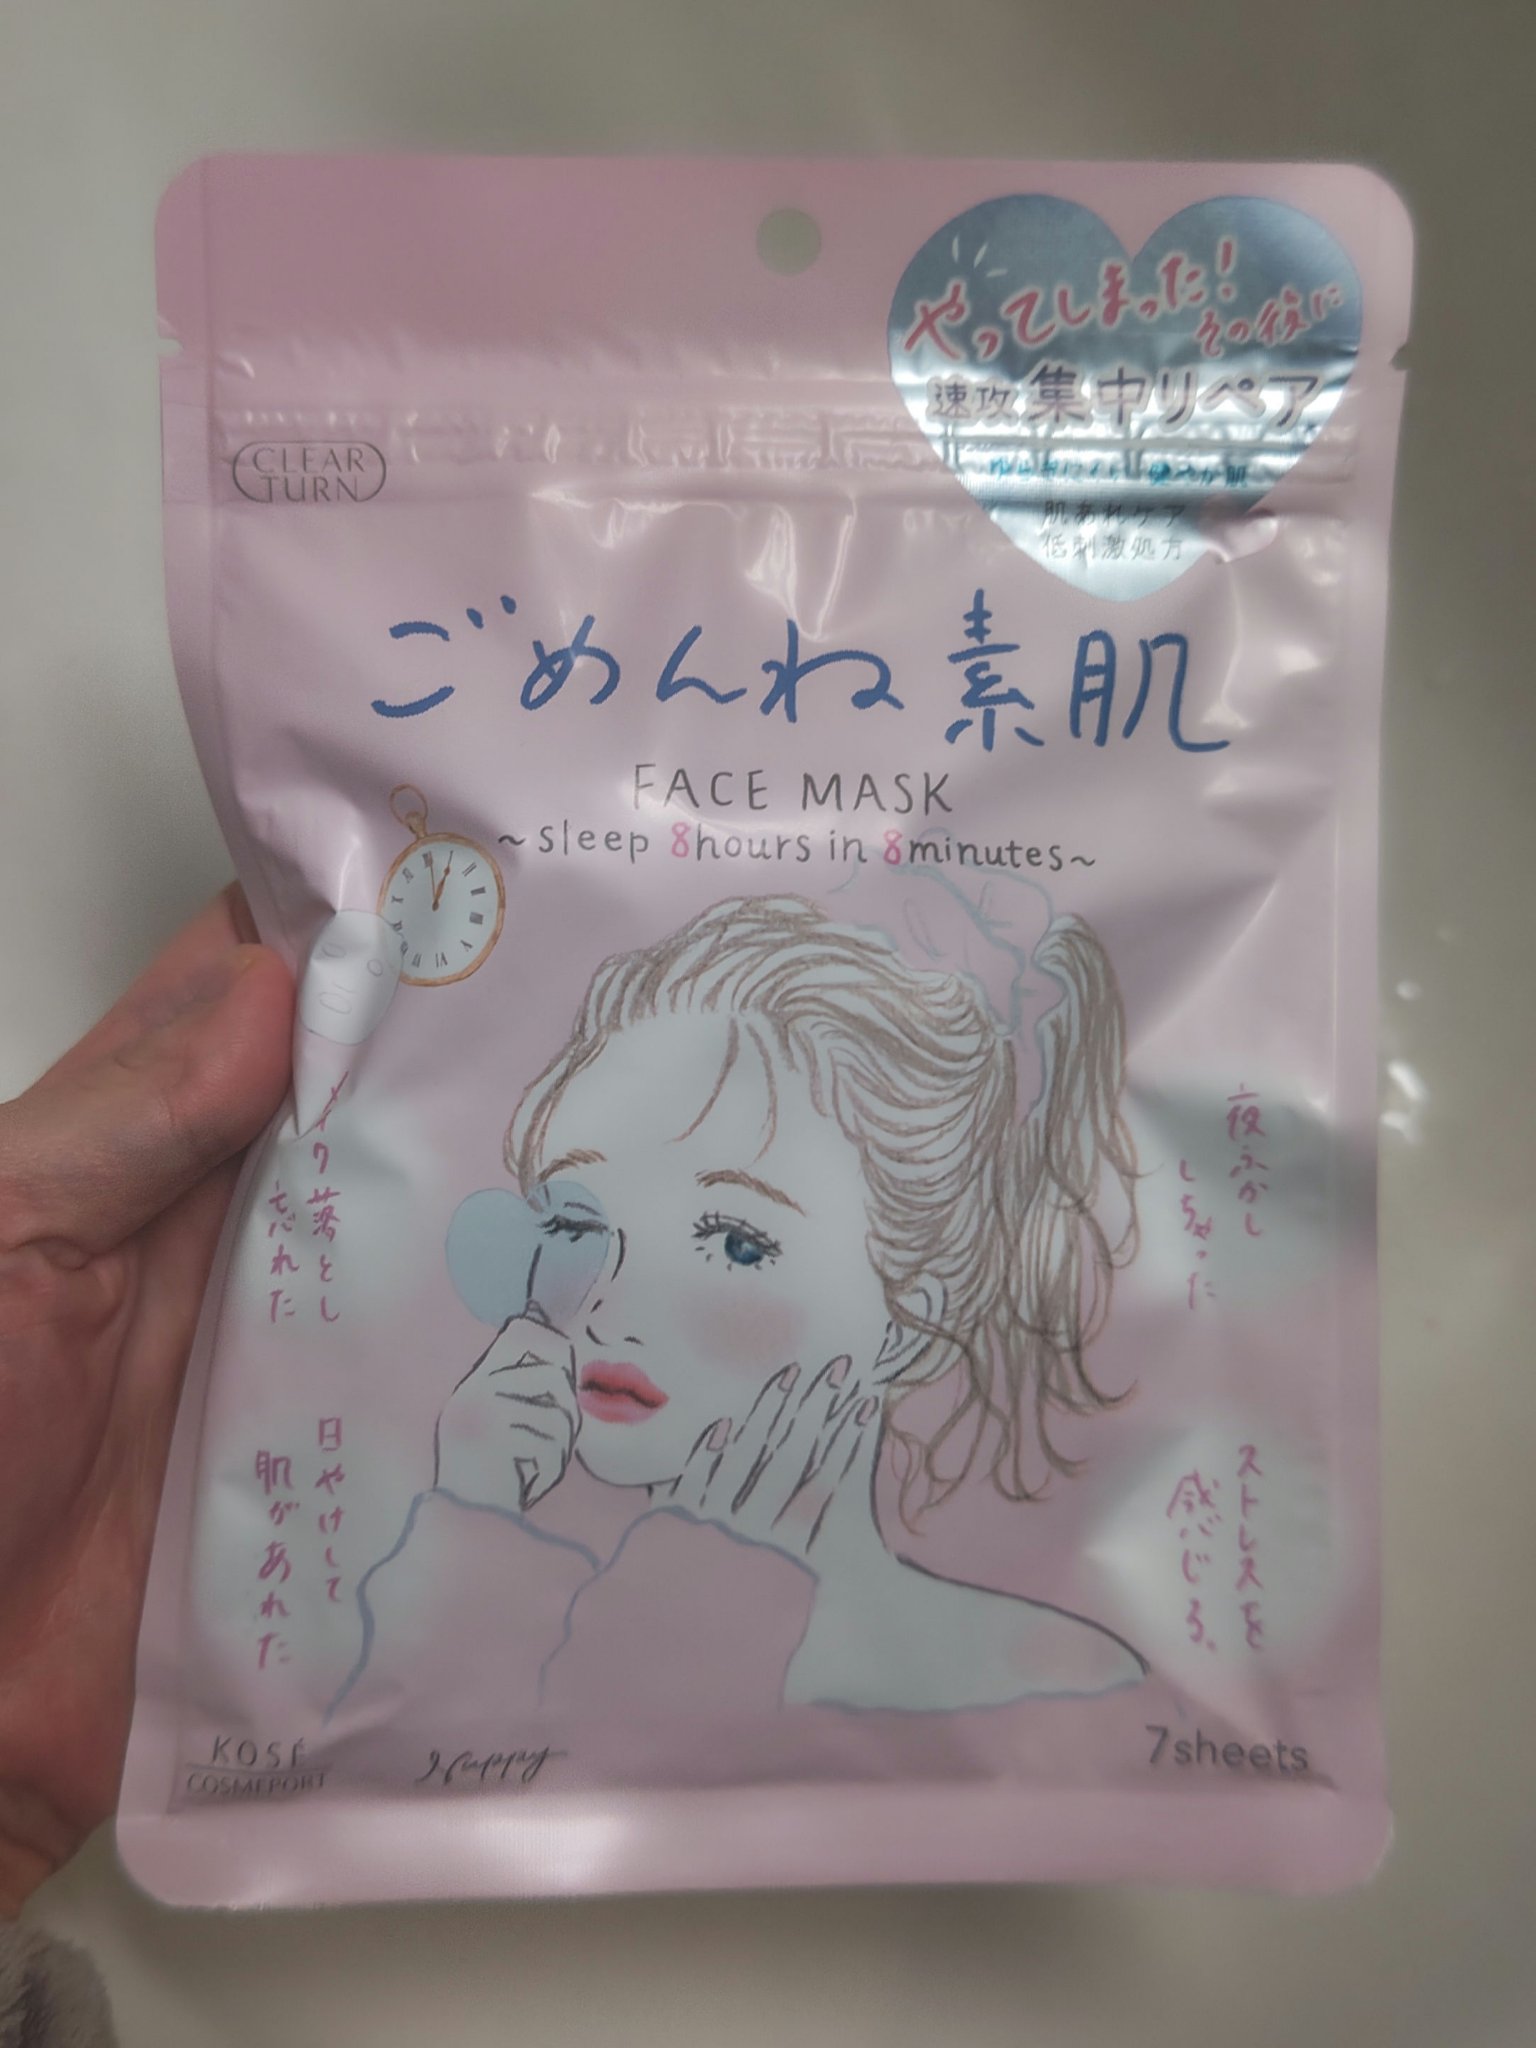 やってしまった!
その後に
速攻 集中リペア
肌あれケア
低刺激処方
CLEAR
TURN
ごめんね素肌
FACE MASK
~sleep 8hours in 8minutes~
夜ふかし
しちゃった
メイク落とし
忘れた
ストレスを
感じる、
日やけして
肌があれた
KOSÉ
COSMEPORT
7sheets